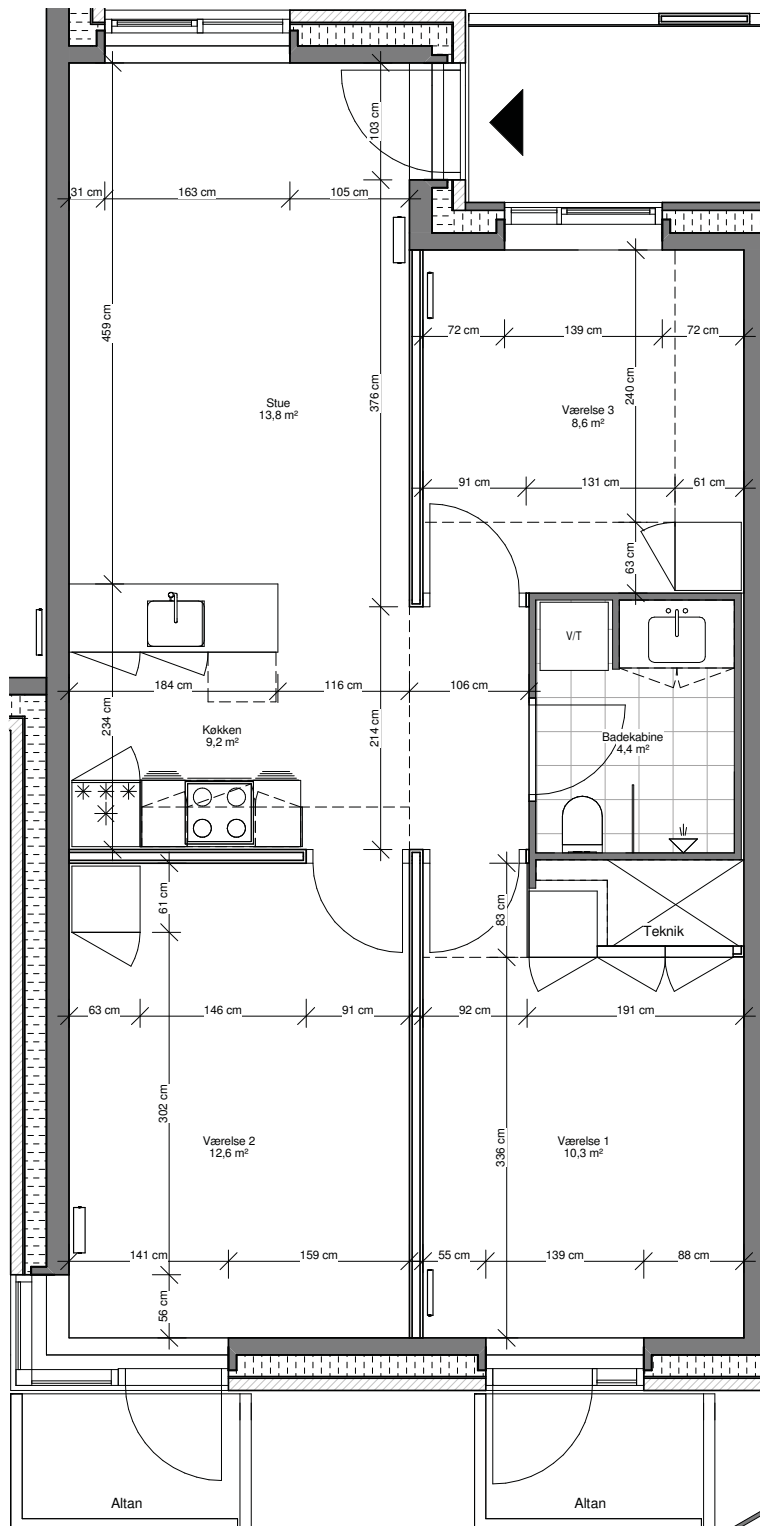 103 cm
31 cm
163 cm
105 cm
459 cm
72 cm
139 cm
72 cm
240 cm
376 cm
Stue
13,8 m²
Værelse 3
8,6 m²
91 cm
131 cm
61 cm
63 cm
V/T
184 cm
116 cm
106 cm
234 cm
Køkken
9,2 m²
214 cm
Badekabine
4,4 m²
61 cm
83 cm
Teknik
63 cm
146 cm
91 cm
92 cm
191 cm
302 cm
336 cm
Værelse 2
12,6 m²
Værelse 1
10,3 m²
141 cm
159 cm
55 cm
139 cm
88 cm
56 cm
Altan
Altan